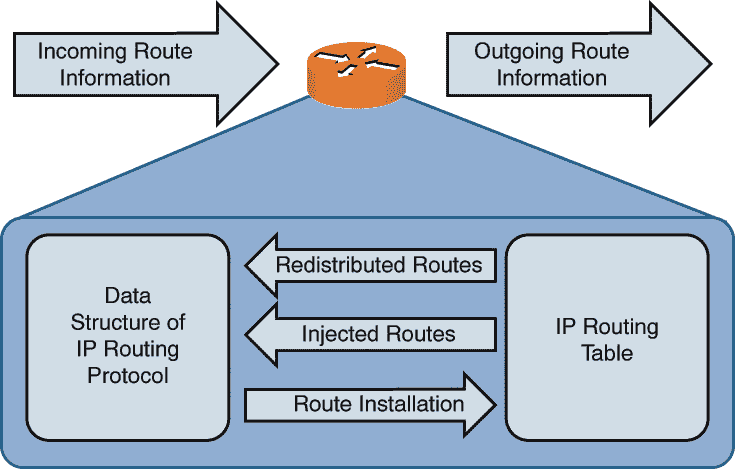 Incoming Route
Information
Outgoing Route
Information
Data
Structure of
IP Routing
Protocol
Redistributed Routes
Injected Routes
Route Installation
IP Routing
Table